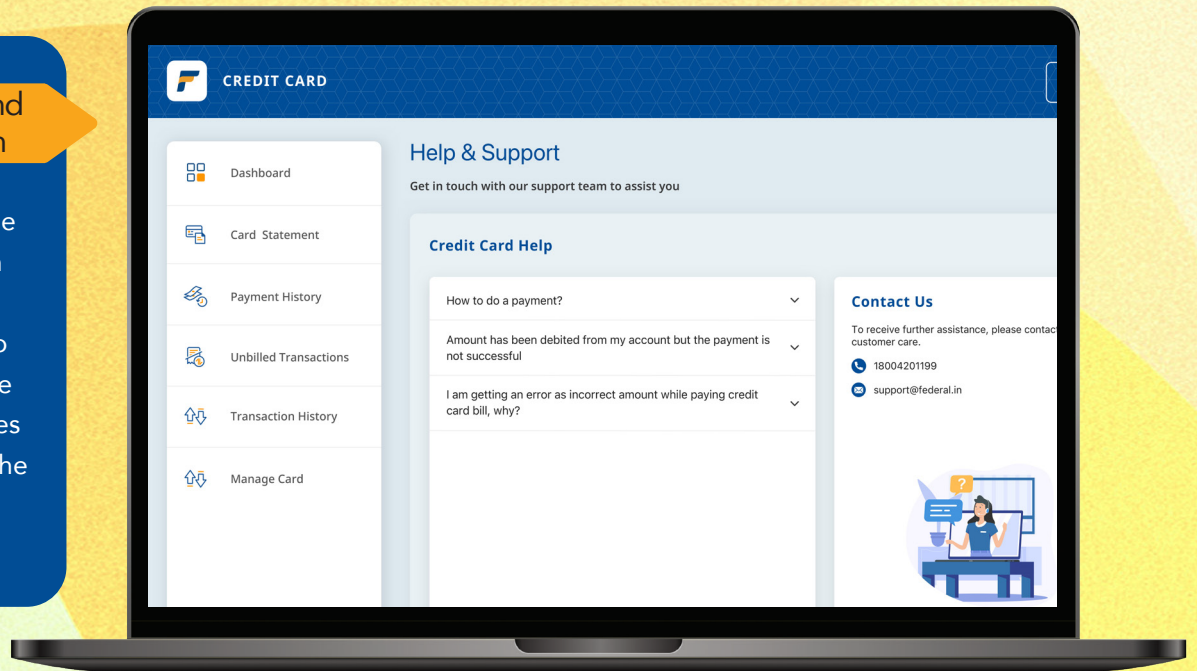 CREDIT CARD
Dashboard
Card Statement
Payment History
Unbilled Transactions
Transaction History
Manage Card
Help & Support
Get in touch with our support team to assist you
Credit Card Help
How to do a payment?
Amount has been debited from my account but the payment is
not successful
I am getting an error as incorrect amount while paying credit
card bill, why?
Contact Us
To receive further assistance, please contact
customer care.
18004201199
support@federal.in
?